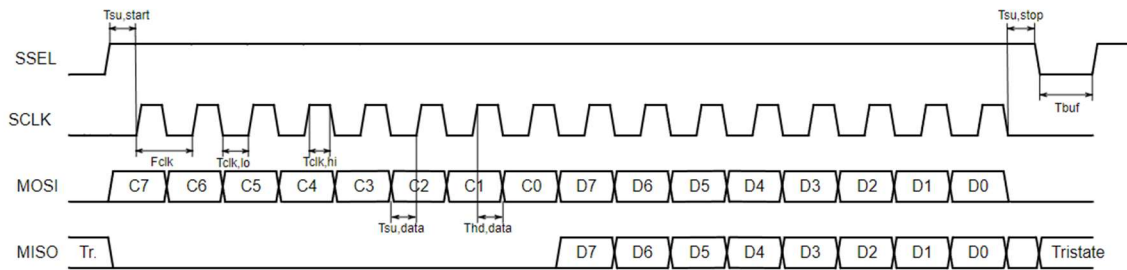 Tsu,start
Tsu,stop
SSEL
SCLK
Tbuf
Fclk
Tclk,lo
Tclk,hi
MOSI C7 C6 C5 C4 C3 C2 C1 C0 D7 D6 D5 D4 D3 D2 D1 D0
Tsu,data
Thd,data
MISO Tr. D7 D6 D5 D4 D3 D2 D1 D0 Tristate